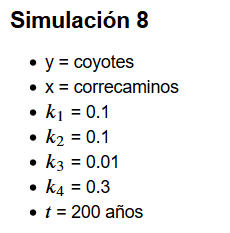 Simulación 8
• y = coyotes
• x = correcaminos
• k₁ = 0.1
• k₂ = 0.1
• k₃ = 0.01
• k₄ = 0.3
• t = 200 años